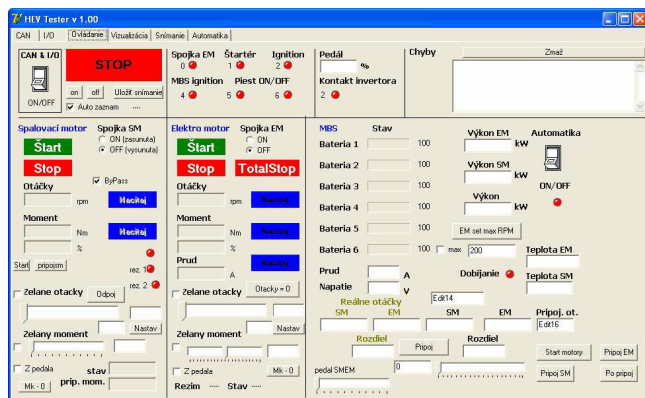 HEV Tester v 1.00
CAN I/O Ovládanie Vizualizácia Snímanie Automatika
CAN & I/O
ON/OFF
STOP
on off Uložiť snimanie
Auto zaznam ----
Spojka EM Štartér Ignition
0 1 2
MBS ignition Piest ON/OFF
4 5 6
Pedál
%
Kontakt invertora
2
Chyby
Zmaž
Spalovací motor Spojka SM
ON (zasunuta)
OFF (vysunuta)
Štart
Stop
ByPass
Otáčky
rpm Nacitaj
Moment
Nm Nacitaj
%
Start pripojsm rez. 1
rez. 2
Zelane otacky Odpoj
Nastav
Zelany moment
Z pedala stav
Mk - 0 prip. mom.
Elektro motor Spojka EM
ON
OFF
Štart
Stop TotalStop
Otáčky
rpm Nacitaj
Moment
Nm Nacitaj
Prud
A
Zelane otacky Otacky = 0
Nastav
Zelany moment
Z pedala Mk - 0
Rezim ---- Stav ----
MBS Stav
Bateria 1 100
Bateria 2 100
Bateria 3 100
Bateria 4 100
Bateria 5 100
Bateria 6 100 max 200
Výkon EM
kW
Výkon SM
kW
Výkon
kW
EM set max RPM
Automatika
ON/OFF
Teplota EM
Teplota SM
Prud A
Napatie V
Dobíjanie
Reálne otáčky Edit14
SM EM SM EM Pripoj. ot.
Edit16
Rozdiel Pripoj Rozdiel
Start motory Pripoj EM
pedal SMEM 0 Pripoj SM Po pripoj